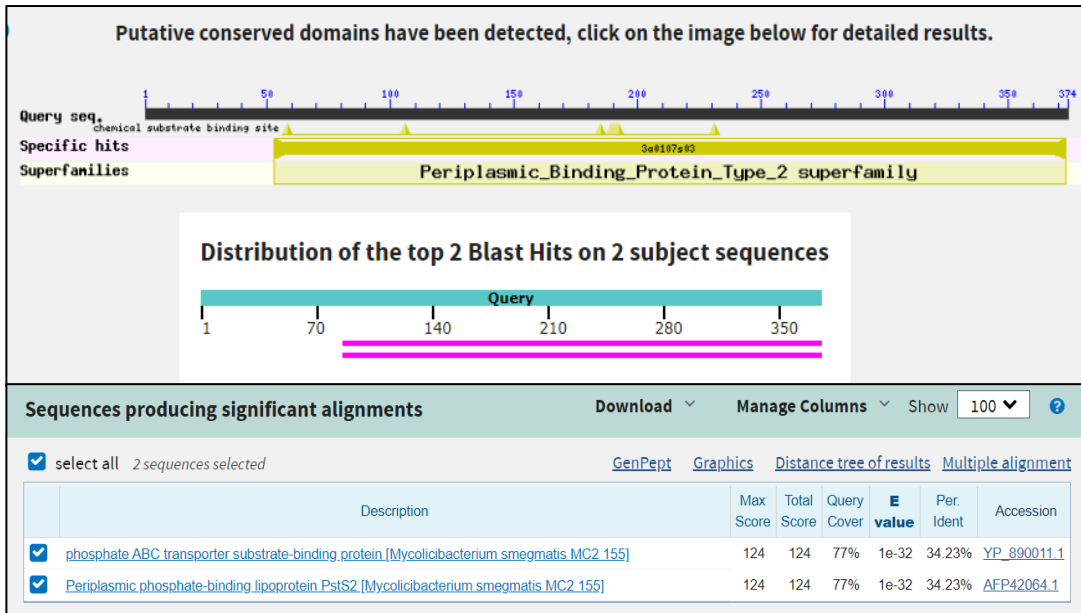 Putative conserved domains have been detected, click on the image below for detailed results.
1 50 100 150 200 250 300 350 374
Query seq.
chemical substrate binding site
Specific hits 3a0107s03
Superfamilies Periplasmic_Binding_Protein_Type_2 superfamily
Distribution of the top 2 Blast Hits on 2 subject sequences
Query
1 70 140 210 280 350
Sequences producing significant alignments Download Manage Columns Show 100 ?
select all 2 sequences selected GenPept Graphics Distance tree of results Multiple alignment
Description Max Score Total Score Query Cover E value Per. Ident Accession
phosphate ABC transporter substrate-binding protein [Mycolicibacterium smegmatis MC2 155] 124 124 77% 1e-32 34.23% YP_890011.1
Periplasmic phosphate-binding lipoprotein PstS2 [Mycolicibacterium smegmatis MC2 155] 124 124 77% 1e-32 34.23% AFP42064.1